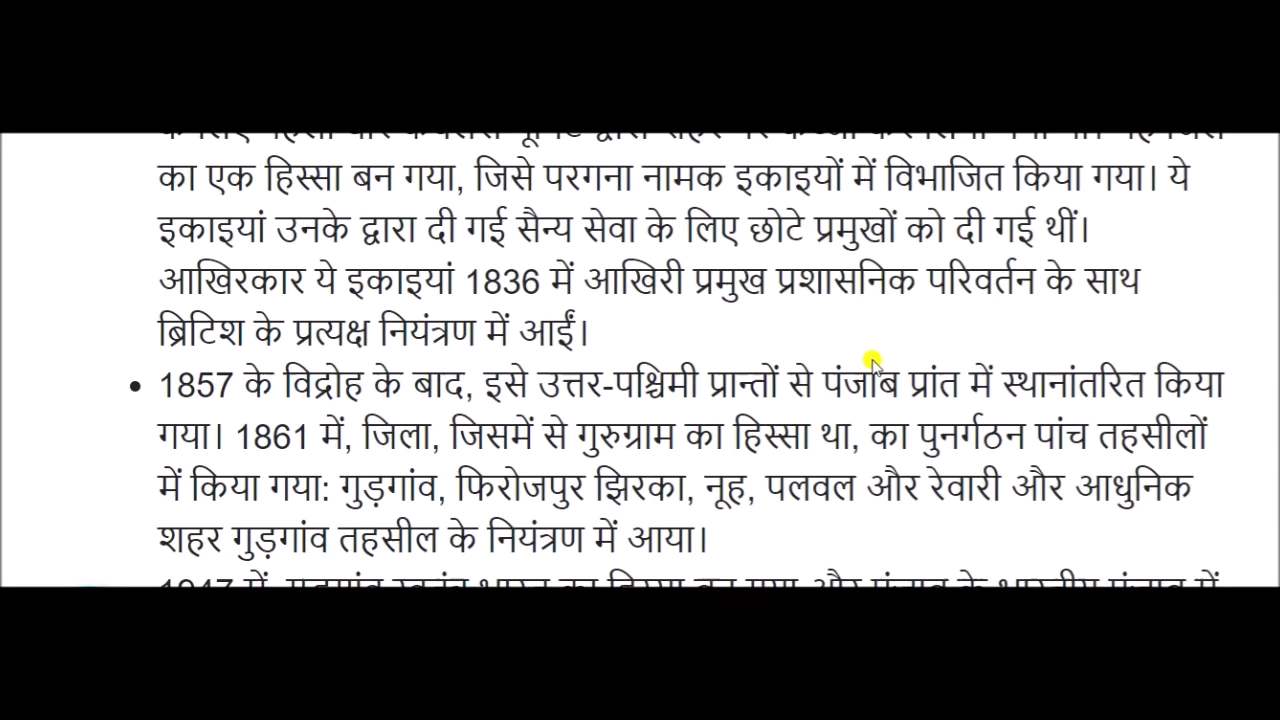 का एक हिस्सा बन गया, जिसे परगना नामक इकाइयों में विभाजित किया गया। ये
इकाइयां उनके द्वारा दी गई सैन्य सेवा के लिए छोटे प्रमुखों को दी गई थीं।
आखिरकार ये इकाइयां 1836 में आखिरी प्रमुख प्रशासनिक परिवर्तन के साथ
ब्रिटिश के प्रत्यक्ष नियंत्रण में आईं।
• 1857 के विद्रोह के बाद, इसे उत्तर-पश्चिमी प्रान्तों से पंजाब प्रांत में स्थानांतरित किया
गया। 1861 में, जिला, जिसमें से गुरुग्राम का हिस्सा था, का पुनर्गठन पांच तहसीलों
में किया गया: गुड़गांव, फिरोजपुर झिरका, नूह, पलवल और रेवारी और आधुनिक
शहर गुड़गांव तहसील के नियंत्रण में आया।